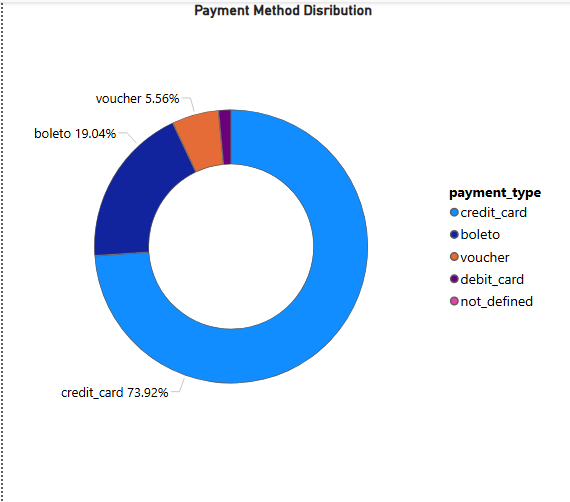 Payment Method Disribution
voucher 5.56%
boleto 19.04%
credit_card 73.92%
payment_type
credit_card
boleto
voucher
debit_card
not_defined